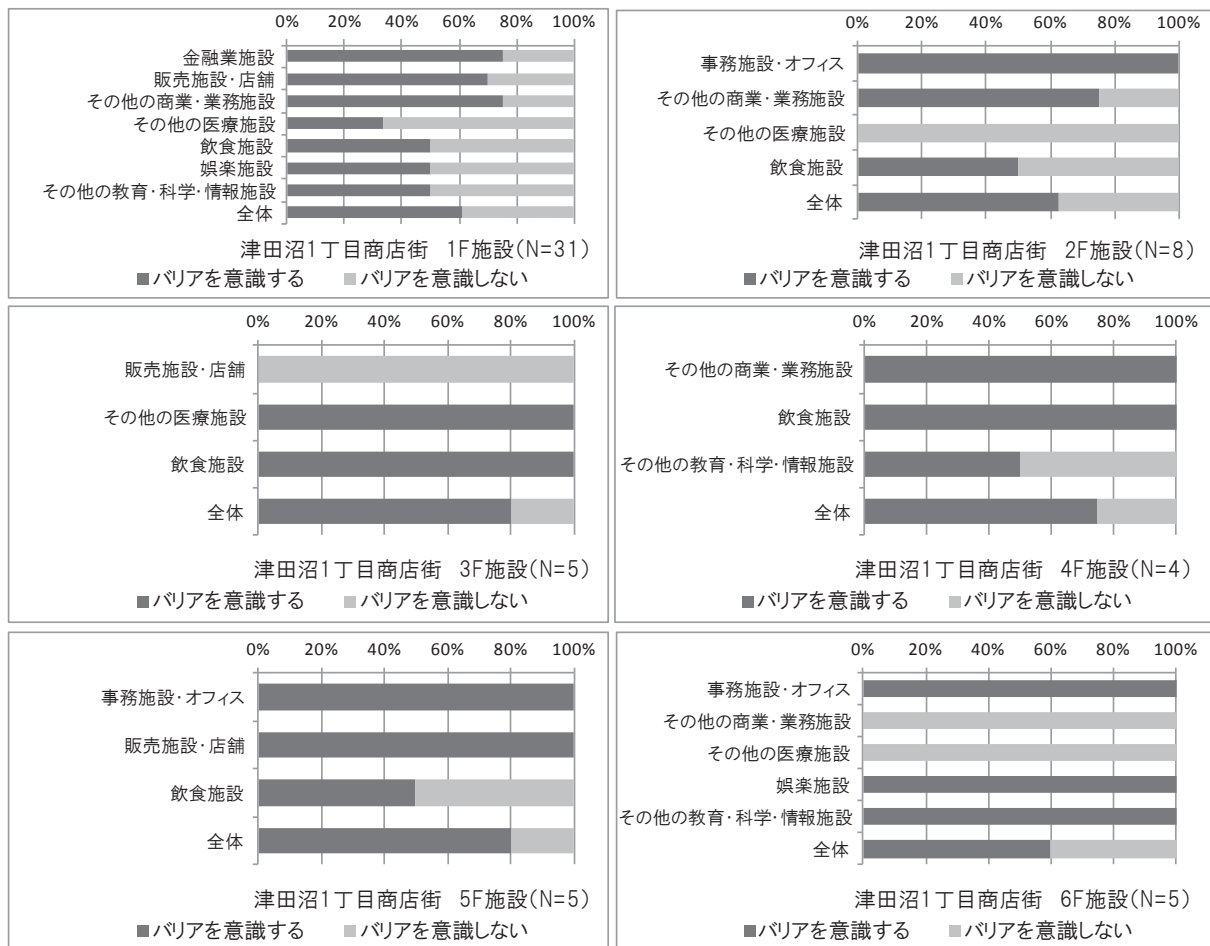 0% 20% 40% 60% 80% 100%
金融業施設
販売施設・店舗
その他の商業・業務施設
その他の医療施設
飲食施設
娯楽施設
その他の教育・科学・情報施設
全体
津田沼1丁目商店街 1F施設(N=31)
■バリアを意識する ■バリアを意識しない
0% 20% 40% 60% 80% 100%
事務施設・オフィス
その他の商業・業務施設
その他の医療施設
飲食施設
全体
津田沼1丁目商店街 2F施設(N=8)
■バリアを意識する ■バリアを意識しない
0% 20% 40% 60% 80% 100%
販売施設・店舗
その他の医療施設
飲食施設
全体
津田沼1丁目商店街 3F施設(N=5)
■バリアを意識する ■バリアを意識しない
0% 20% 40% 60% 80% 100%
その他の商業・業務施設
飲食施設
その他の教育・科学・情報施設
全体
津田沼1丁目商店街 4F施設(N=4)
■バリアを意識する ■バリアを意識しない
0% 20% 40% 60% 80% 100%
事務施設・オフィス
販売施設・店舗
飲食施設
全体
津田沼1丁目商店街 5F施設(N=5)
■バリアを意識する ■バリアを意識しない
0% 20% 40% 60% 80% 100%
事務施設・オフィス
その他の商業・業務施設
その他の医療施設
娯楽施設
その他の教育・科学・情報施設
全体
津田沼1丁目商店街 6F施設(N=5)
■バリアを意識する ■バリアを意識しない